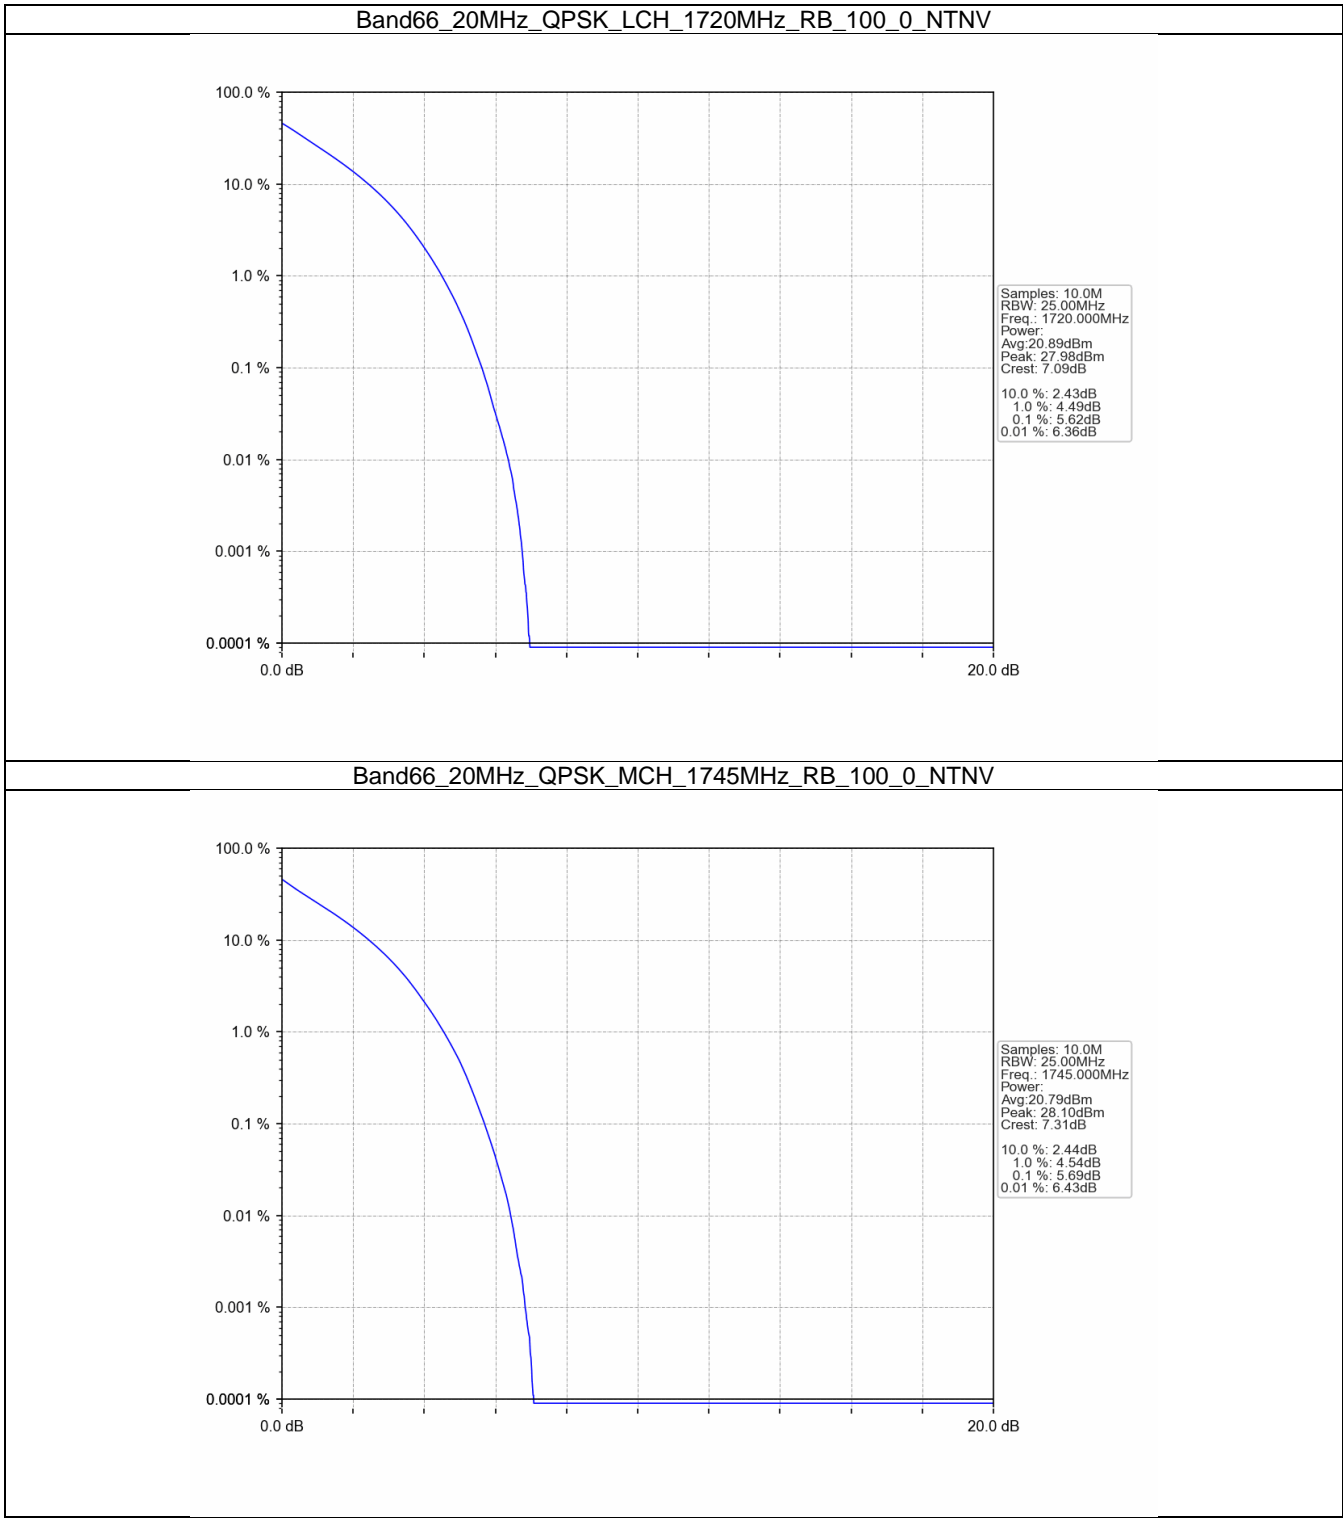 Band66_20MHz_QPSK_LCH_1720MHz_RB_100_0_NTNV
100.0 %
10.0 %
1.0 %
0.1 %
0.01 %
0.001 %
0.0001 %
0.0 dB
20.0 dB
Samples: 10.0M
RBW: 25.00MHz
Freq.: 1720.000MHz
Power:
Avg:20.89dBm
Peak: 27.98dBm
Crest: 7.09dB
10.0 %: 2.43dB
1.0 %: 4.49dB
0.1 %: 5.62dB
0.01 %: 6.36dB
Band66_20MHz_QPSK_MCH_1745MHz_RB_100_0_NTNV
100.0 %
10.0 %
1.0 %
0.1 %
0.01 %
0.001 %
0.0001 %
0.0 dB
20.0 dB
Samples: 10.0M
RBW: 25.00MHz
Freq.: 1745.000MHz
Power:
Avg:20.79dBm
Peak: 28.10dBm
Crest: 7.31dB
10.0 %: 2.44dB
1.0 %: 4.54dB
0.1 %: 5.69dB
0.01 %: 6.43dB